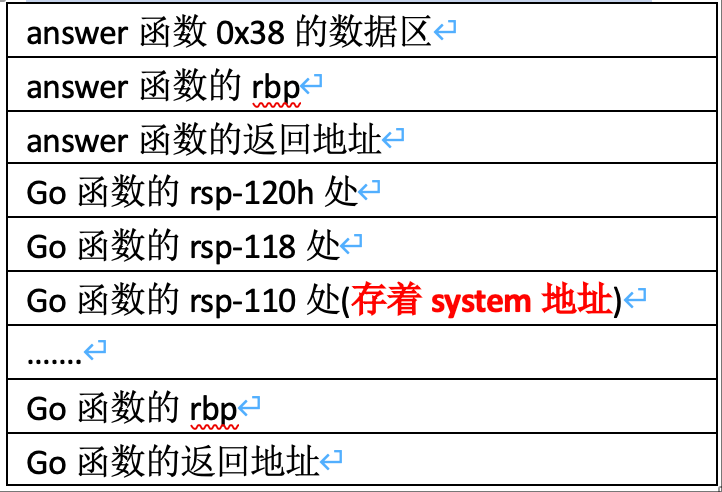 answer 函数 0x38 的数据区
answer 函数的 rbp
answer 函数的返回地址
Go 函数的 rsp-120h 处
Go 函数的 rsp-118 处
Go 函数的 rsp-110 处(存着 system 地址)
.......
Go 函数的 rbp
Go 函数的返回地址